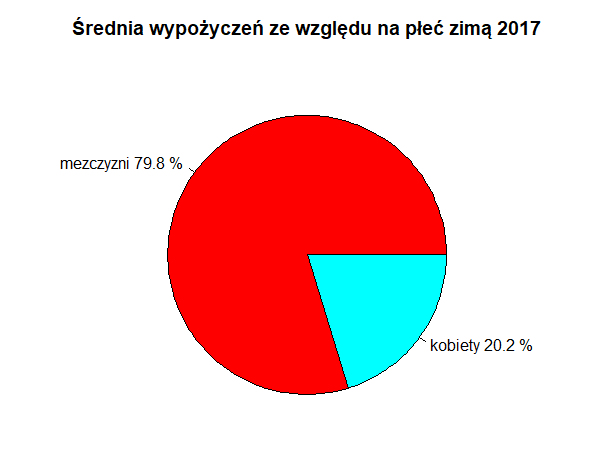 Średnia wypożyczeń ze względu na płeć zimą 2017
mezczyzni 79.8 %
kobiety 20.2 %